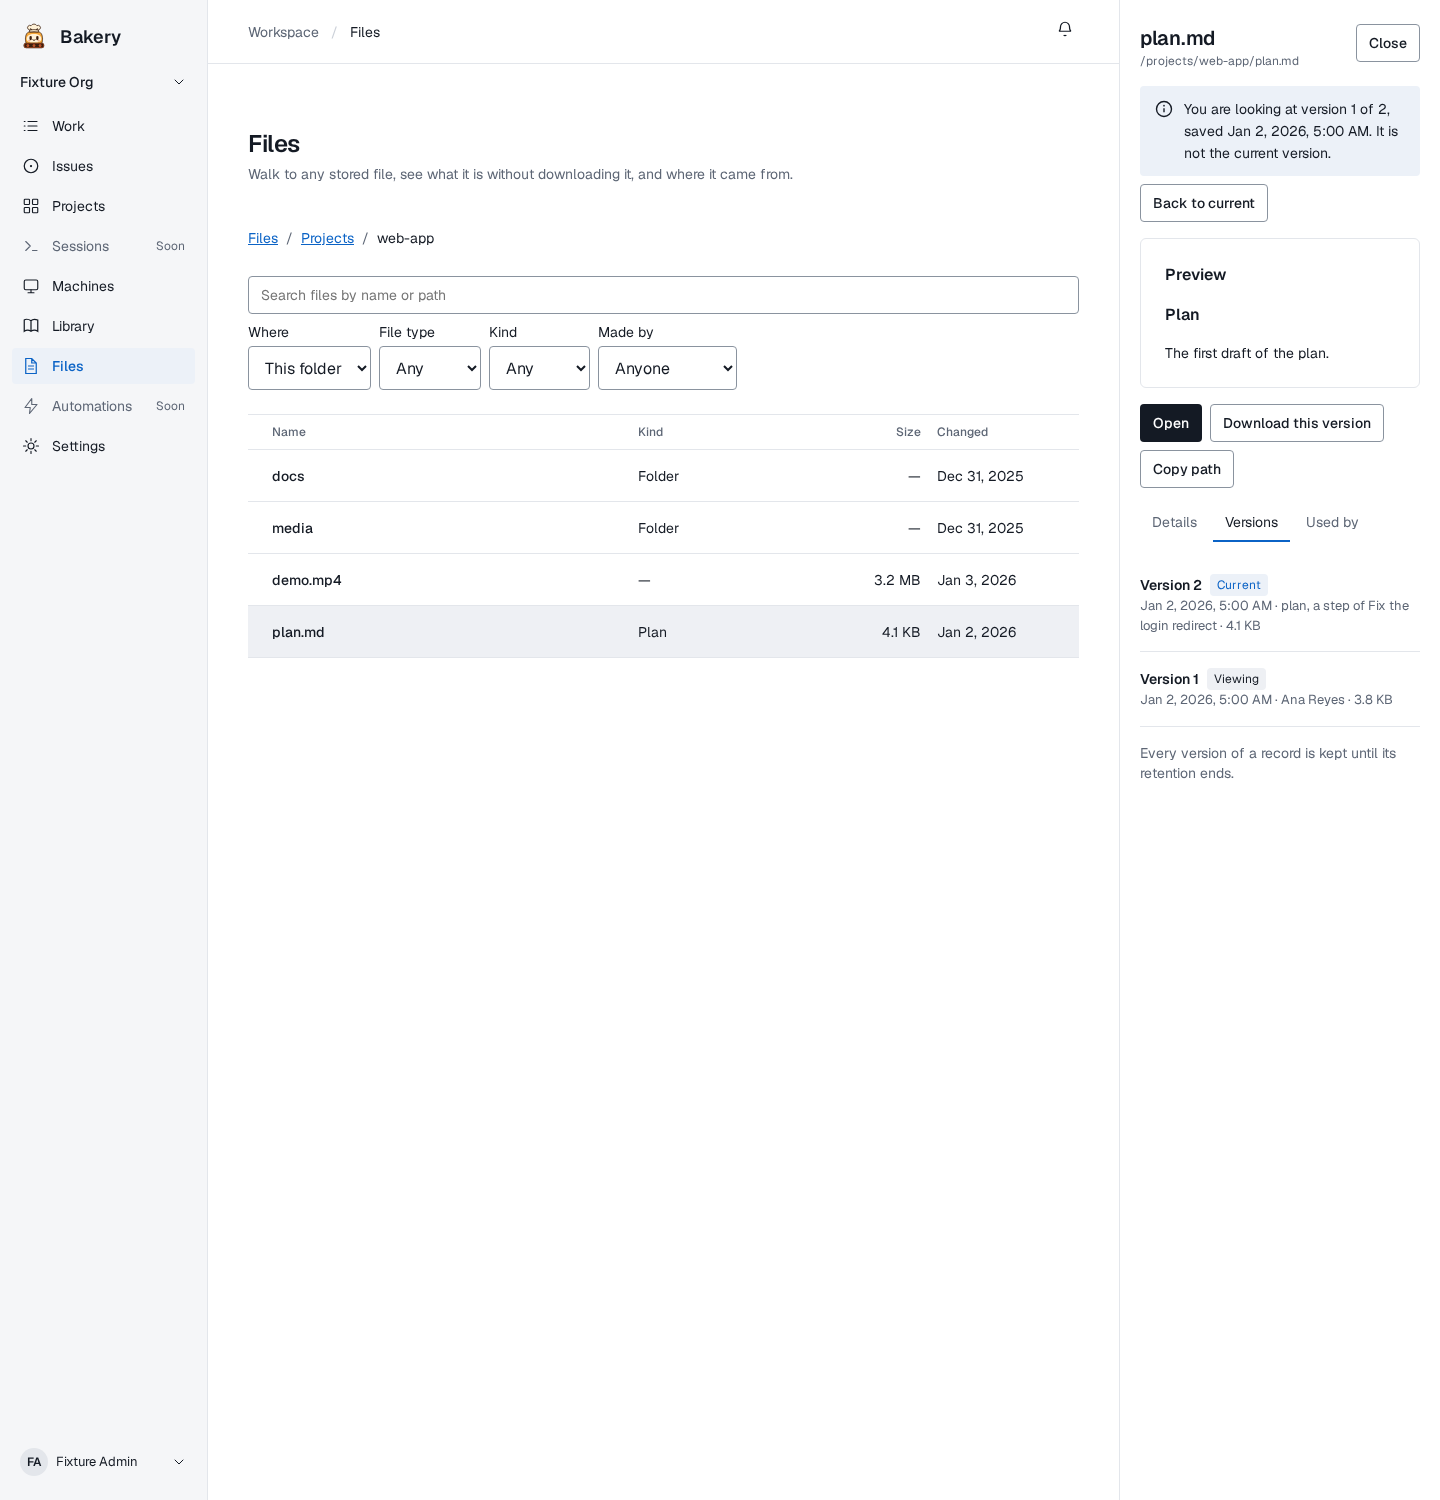 Bakery
Fixture Org
Work
Issues
Projects
Sessions Soon
Machines
Library
Files
Automations Soon
Settings
FA Fixture Admin
Workspace / Files
Files
Walk to any stored file, see what it is without downloading it, and where it came from.
Files / Projects / web-app
Search files by name or path
Where File type Kind Made by
This folder Any Any Anyone
Name Kind Size Changed
docs Folder — Dec 31, 2025
media Folder — Dec 31, 2025
demo.mp4 — 3.2 MB Jan 3, 2026
plan.md Plan 4.1 KB Jan 2, 2026
plan.md
Close
/projects/web-app/plan.md
You are looking at version 1 of 2,
saved Jan 2, 2026, 5:00 AM. It is
not the current version.
Back to current
Preview
Plan
The first draft of the plan.
Open Download this version
Copy path
Details Versions Used by
Version 2 Current
Jan 2, 2026, 5:00 AM · plan, a step of Fix the
login redirect · 4.1 KB
Version 1 Viewing
Jan 2, 2026, 5:00 AM · Ana Reyes · 3.8 KB
Every version of a record is kept until its
retention ends.